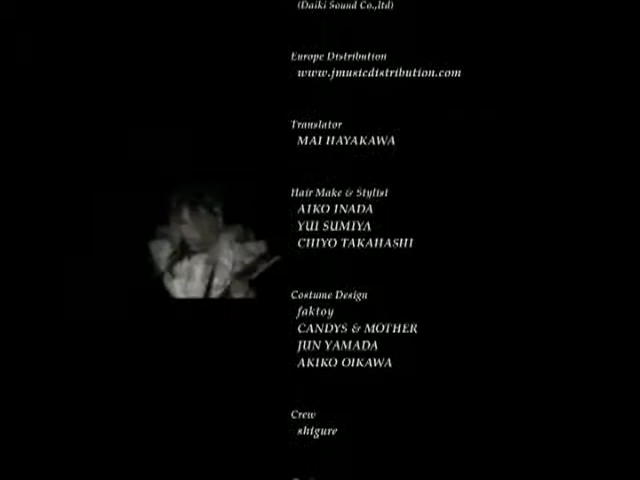 (Daiki Sound Co.,ltd)
Europe Distribution
www.jmusicdistribution.com
Translator
MAI HAYAKAWA
Hair Make & Stylist
AIKO INADA
YUI SUMIYA
CHIYO TAKAHASHI
Costume Design
faktoy
CANDYS & MOTHER
JUN YAMADA
AKIKO OIKAWA
Crew
shigure